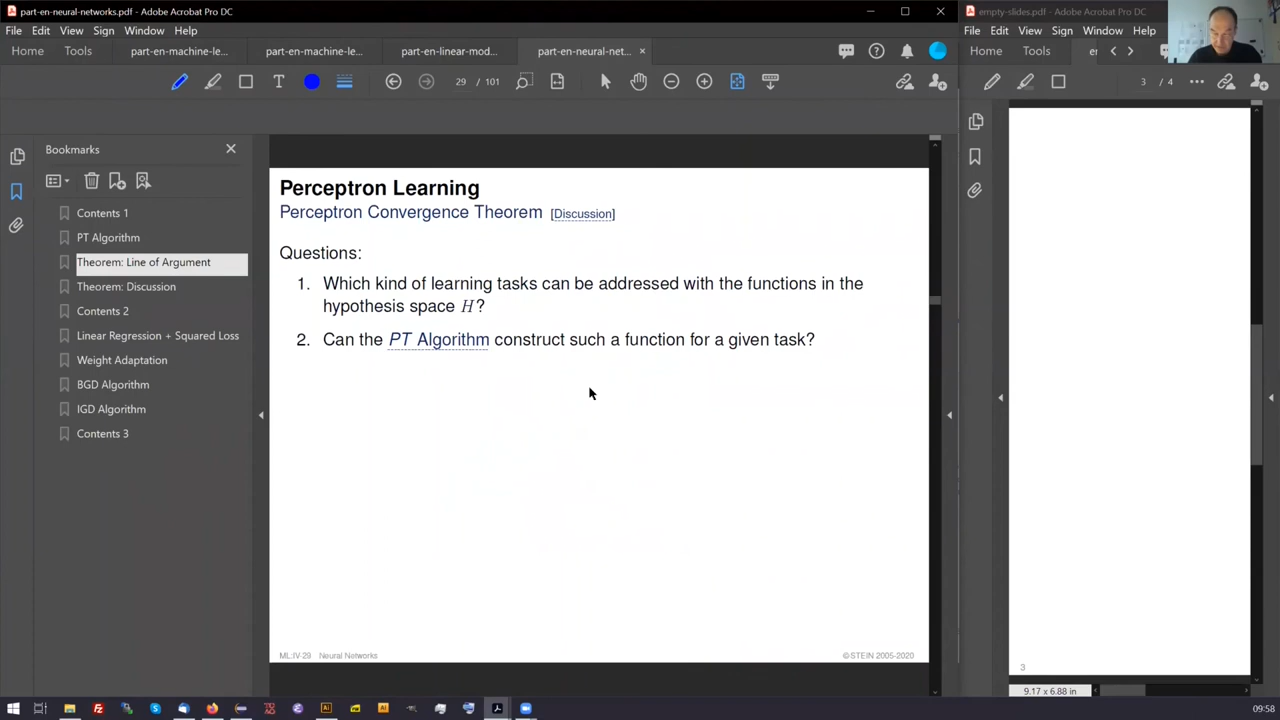 part-en-neural-networks.pdf - Adobe Acrobat Pro DC
File Edit View Sign Window Help
Home Tools part-en-machine-le... part-en-machine-le... part-en-linear-mod... part-en-neural-net... ×
29 / 101
Bookmarks
Contents 1
PT Algorithm
Theorem: Line of Argument
Theorem: Discussion
Contents 2
Linear Regression + Squared Loss
Weight Adaptation
BGD Algorithm
IGD Algorithm
Contents 3
Perceptron Learning
Perceptron Convergence Theorem [Discussion]
Questions:
1. Which kind of learning tasks can be addressed with the functions in the
hypothesis space H?
2. Can the PT Algorithm construct such a function for a given task?
ML:IV-29 Neural Networks
©STEIN 2005-2020
empty-slides.pdf - Adobe Acrobat Pro DC
File Edit View Sign Window Help
Home Tools
3 / 4
3
9.17 x 6.88 in
09:58